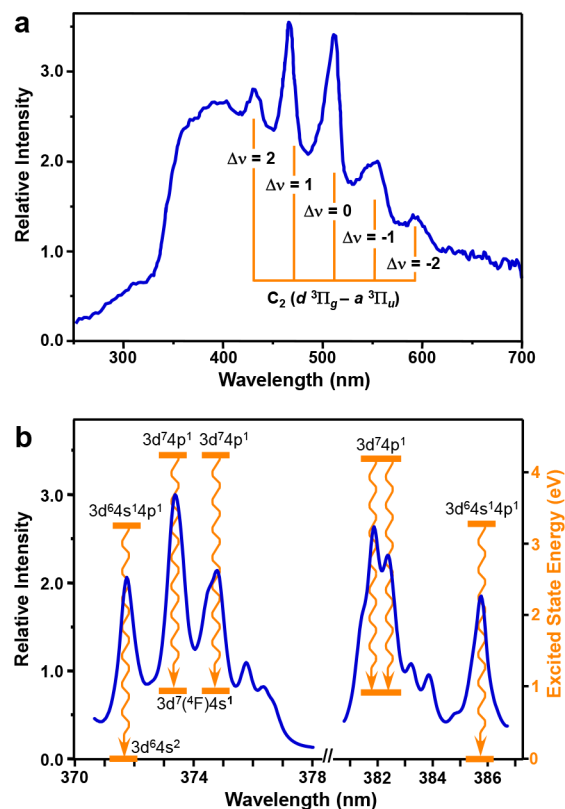 a
3.0
2.0
1.0
0.0
Relative Intensity
Δν = 2
Δν = 1
Δν = 0
Δν = -1
Δν = -2
C₂ (d ³Πg – a ³Πu)
300 400 500 600 700
Wavelength (nm)
b
3.0
2.0
1.0
0.0
Relative Intensity
3d⁷4p¹ 3d⁷4p¹ 3d⁷4p¹
3d⁶4s¹4p¹ 3d⁶4s¹4p¹
3d⁷(⁴F)4s¹
3d⁶4s²
4
3
2
1
0
Excited State Energy (eV)
370 374 378 // 382 384 386
Wavelength (nm)